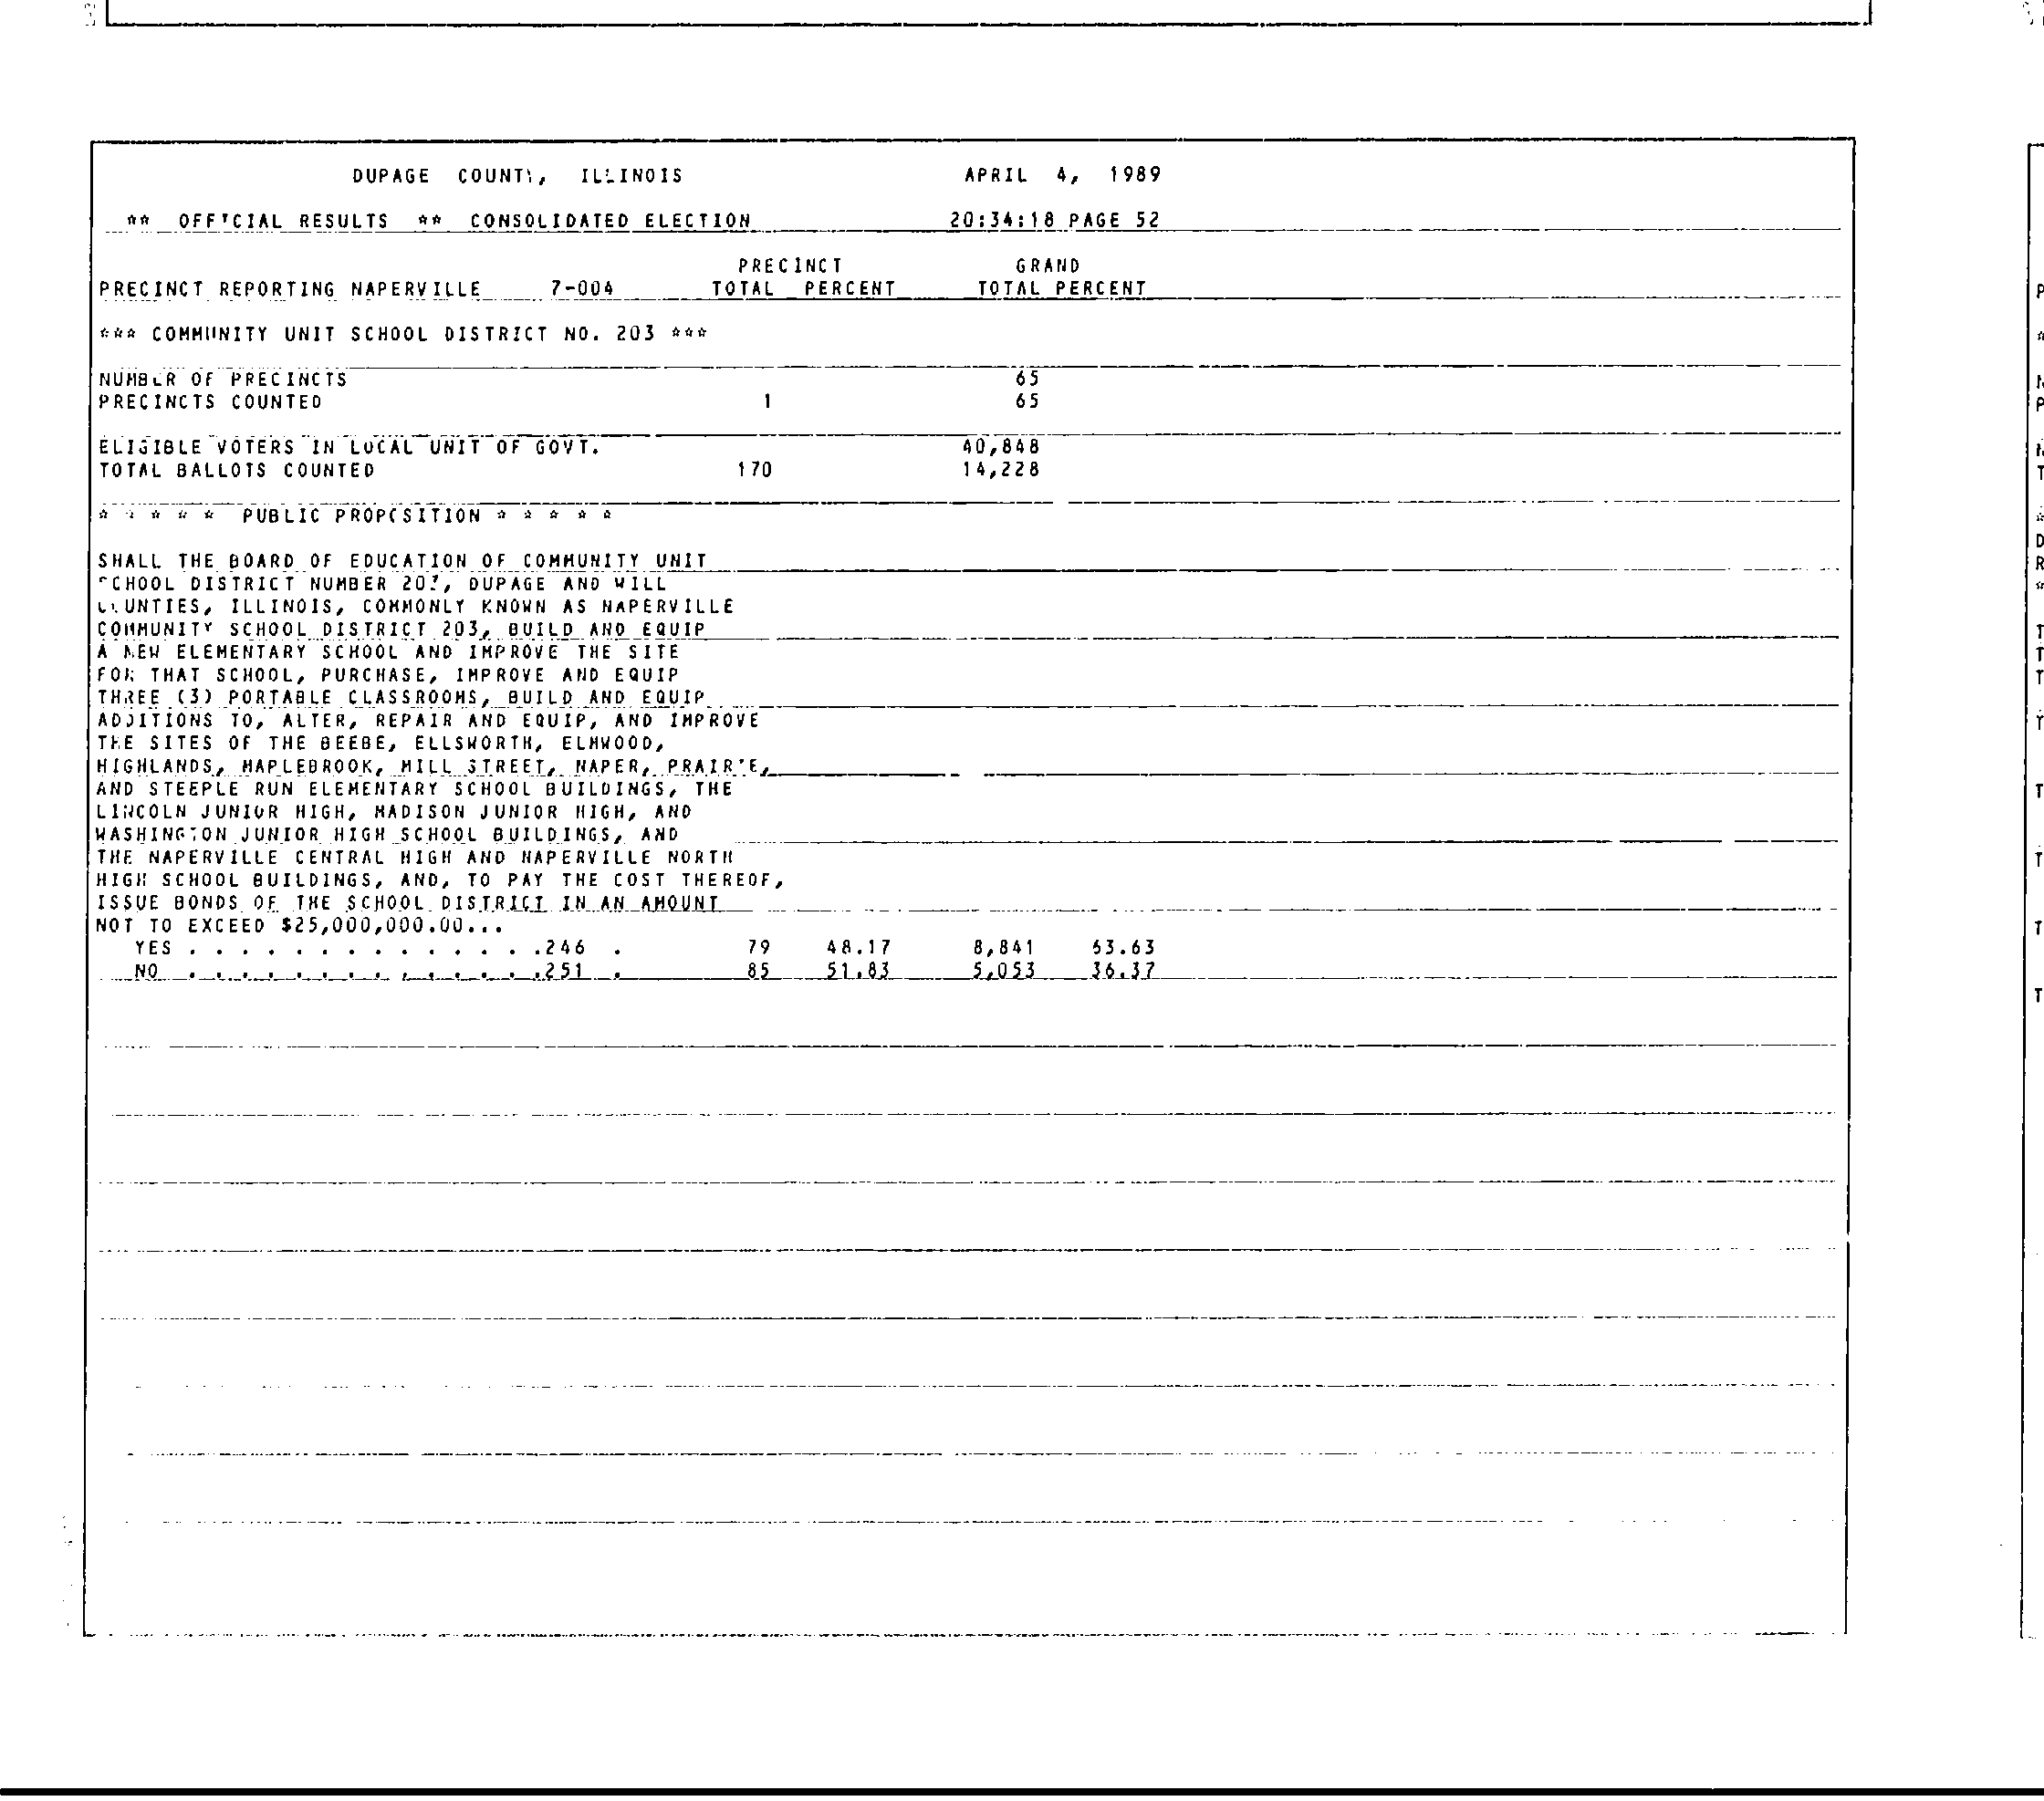 DUPAGE COUNTY, ILLINOIS APRIL 4, 1989
** OFFICIAL RESULTS ** CONSOLIDATED ELECTION 20:34:18 PAGE 52
PRECINCT GRAND
PRECINCT REPORTING NAPERVILLE 7-004 TOTAL PERCENT TOTAL PERCENT
*** COMMUNITY UNIT SCHOOL DISTRICT NO. 203 ***
NUMBER OF PRECINCTS 65
PRECINCTS COUNTED 1 65
ELIGIBLE VOTERS IN LOCAL UNIT OF GOVT. 40,848
TOTAL BALLOTS COUNTED 170 14,228
* * * * * PUBLIC PROPOSITION * * * * *
SHALL THE BOARD OF EDUCATION OF COMMUNITY UNIT
SCHOOL DISTRICT NUMBER 203, DUPAGE AND WILL
COUNTIES, ILLINOIS, COMMONLY KNOWN AS NAPERVILLE
COMMUNITY SCHOOL DISTRICT 203, BUILD AND EQUIP
A NEW ELEMENTARY SCHOOL AND IMPROVE THE SITE
FOR THAT SCHOOL, PURCHASE, IMPROVE AND EQUIP
THREE (3) PORTABLE CLASSROOMS, BUILD AND EQUIP
ADDITIONS TO, ALTER, REPAIR AND EQUIP, AND IMPROVE
THE SITES OF THE BEEBE, ELLSWORTH, ELMWOOD,
HIGHLANDS, MAPLEBROOK, MILL STREET, NAPER, PRAIRIE,
AND STEEPLE RUN ELEMENTARY SCHOOL BUILDINGS, THE
LINCOLN JUNIOR HIGH, MADISON JUNIOR HIGH, AND
WASHINGTON JUNIOR HIGH SCHOOL BUILDINGS, AND
THE NAPERVILLE CENTRAL HIGH AND NAPERVILLE NORTH
HIGH SCHOOL BUILDINGS, AND, TO PAY THE COST THEREOF,
ISSUE BONDS OF THE SCHOOL DISTRICT IN AN AMOUNT
NOT TO EXCEED $25,000,000.00...
YES . . . . . . . . . . . . . .246 . 79 48.17 8,841 63.63
NO . . . . . . . . . . . . . .251 . 85 51.83 5,053 36.37